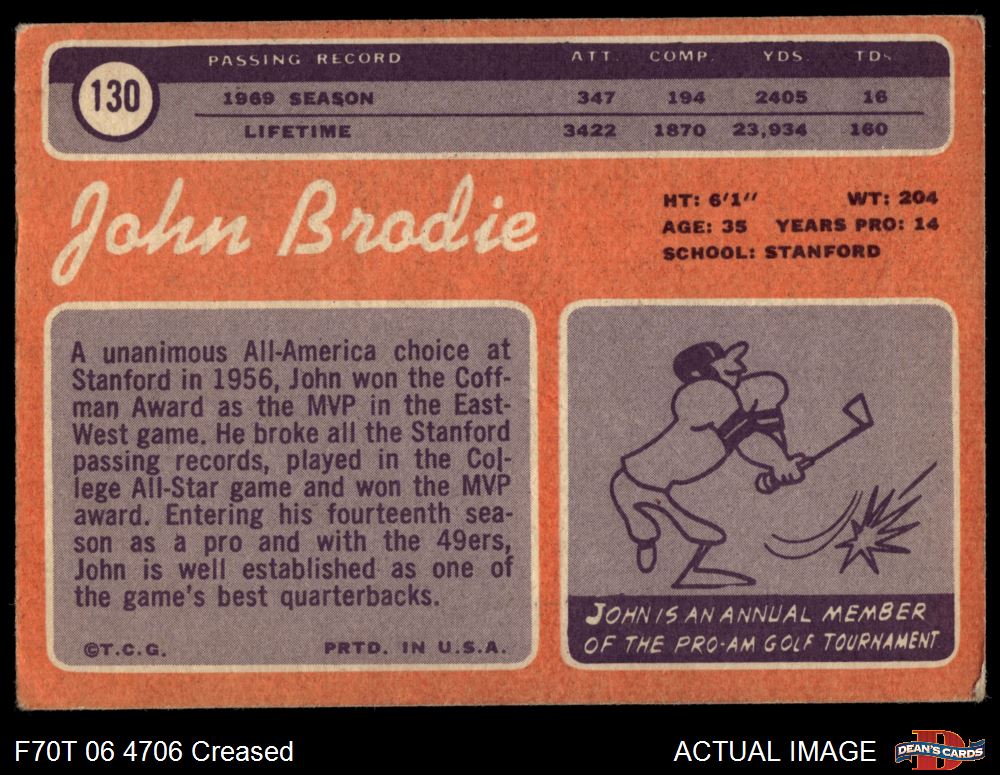 PASSING RECORD ATT. COMP. YDS. TDS.
130
1969 SEASON 347 194 2405 16
LIFETIME 3422 1870 23,934 160
John Brodie
HT: 6'1" WT: 204
AGE: 35 YEARS PRO: 14
SCHOOL: STANFORD
A unanimous All-America choice at
Stanford in 1956, John won the Coff-
man Award as the MVP in the East-
West game. He broke all the Stanford
passing records, played in the Col-
lege All-Star game and won the MVP
award. Entering his fourteenth sea-
son as a pro and with the 49ers,
John is well established as one of
the game's best quarterbacks.
©T.C.G. PRTD. IN U.S.A.
JOHN IS AN ANNUAL MEMBER
OF THE PRO-AM GOLF TOURNAMENT.
F70T 06 4706 Creased
ACTUAL IMAGE
D
DEAN'S CARDS